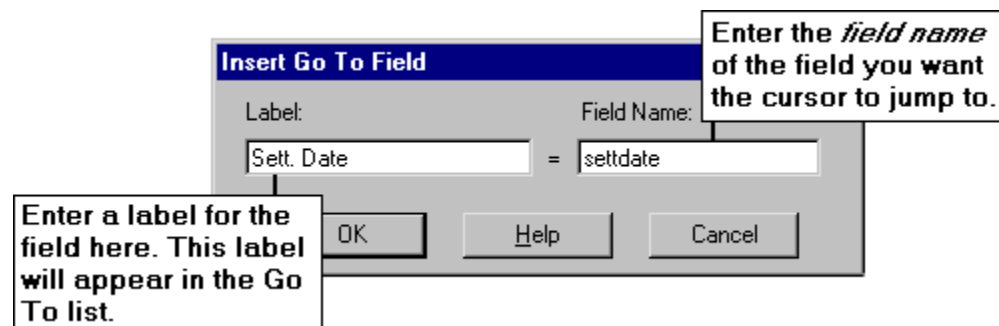 Enter the field name
of the field you want
the cursor to jump to.
Insert Go To Field
Label:
Field Name:
Sett. Date
=
settdate
Enter a label for the
field here. This label
will appear in the Go
To list.
OK
Help
Cancel